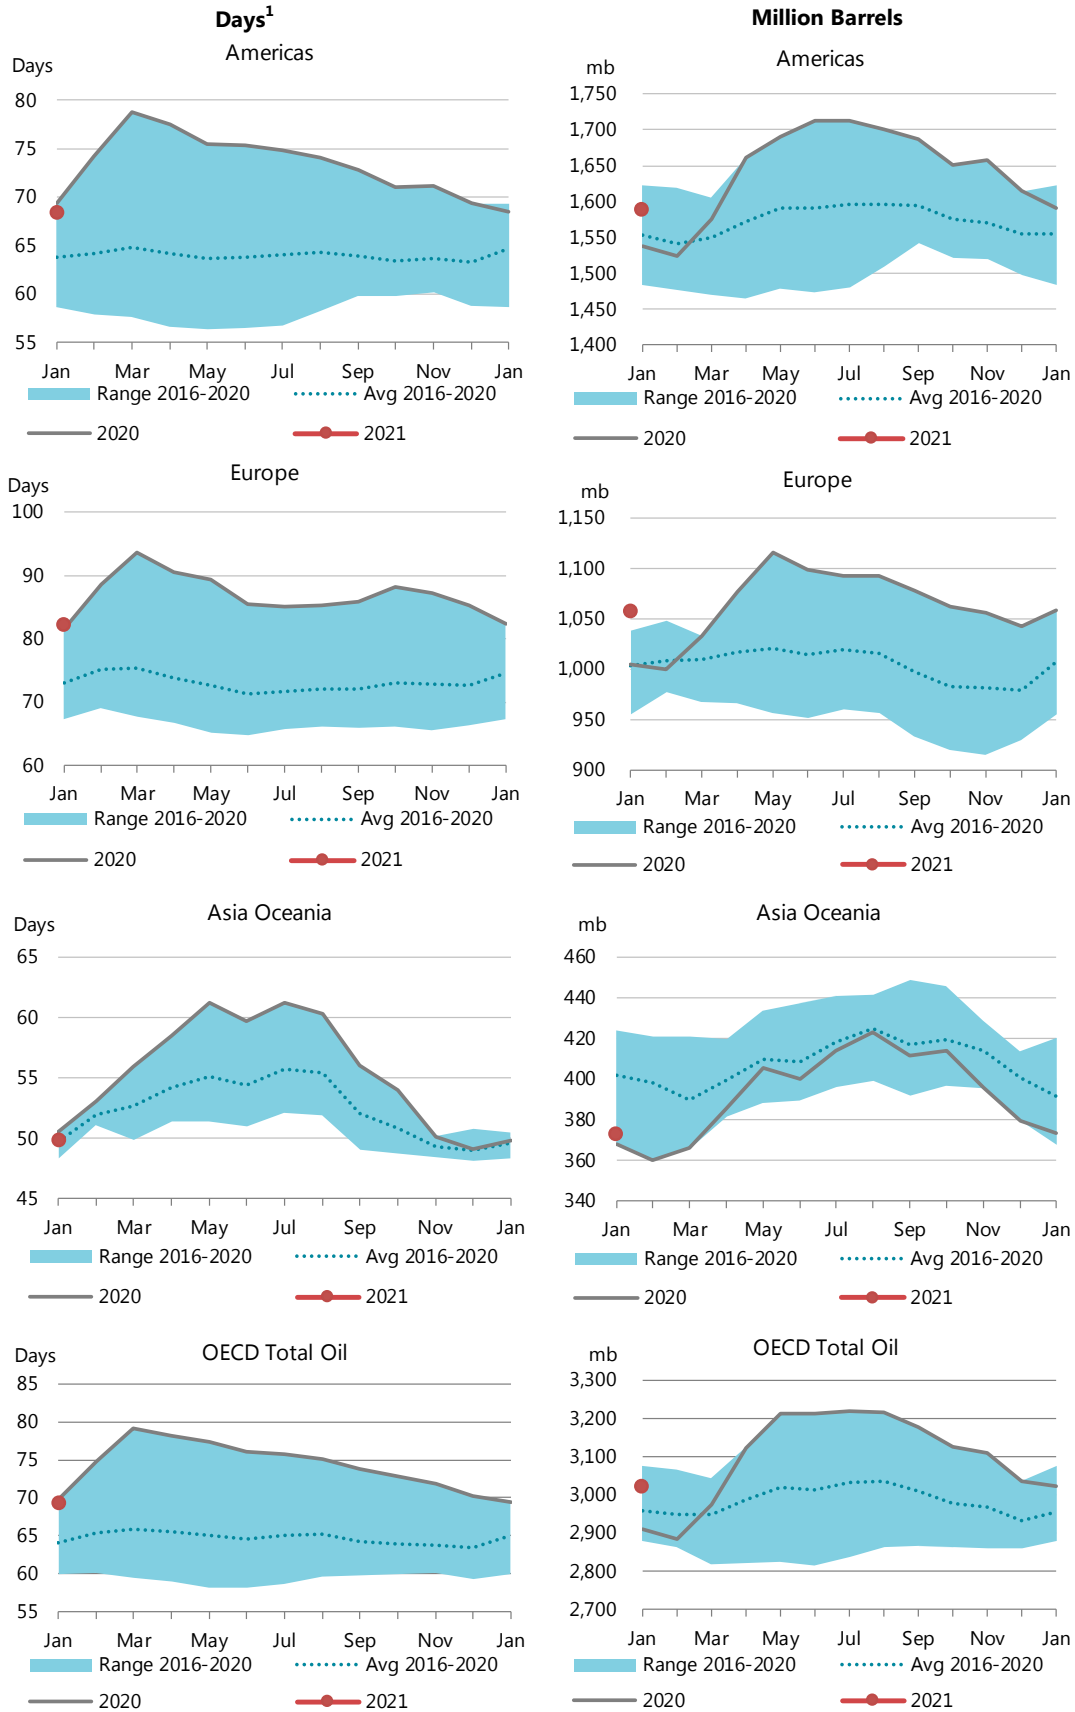 Days1
Americas
Days
80
75
70
65
60
55
Jan Mar May Jul Sep Nov Jan
Range 2016-2020 Avg 2016-2020
2020 2021
Million Barrels
Americas
mb
1,750
1,700
1,650
1,600
1,550
1,500
1,450
1,400
Jan Mar May Jul Sep Nov Jan
Range 2016-2020 Avg 2016-2020
2020 2021
Europe
Days
100
90
80
70
60
Jan Mar May Jul Sep Nov Jan
Range 2016-2020 Avg 2016-2020
2020 2021
Europe
mb
1,150
1,100
1,050
1,000
950
900
Jan Mar May Jul Sep Nov Jan
Range 2016-2020 Avg 2016-2020
2020 2021
Asia Oceania
Days
65
60
55
50
45
Jan Mar May Jul Sep Nov Jan
Range 2016-2020 Avg 2016-2020
2020 2021
Asia Oceania
mb
460
440
420
400
380
360
340
Jan Mar May Jul Sep Nov Jan
Range 2016-2020 Avg 2016-2020
2020 2021
OECD Total Oil
Days
85
80
75
70
65
60
55
Jan Mar May Jul Sep Nov Jan
Range 2016-2020 Avg 2016-2020
2020 2021
OECD Total Oil
mb
3,300
3,200
3,100
3,000
2,900
2,800
2,700
Jan Mar May Jul Sep Nov Jan
Range 2016-2020 Avg 2016-2020
2020 2021